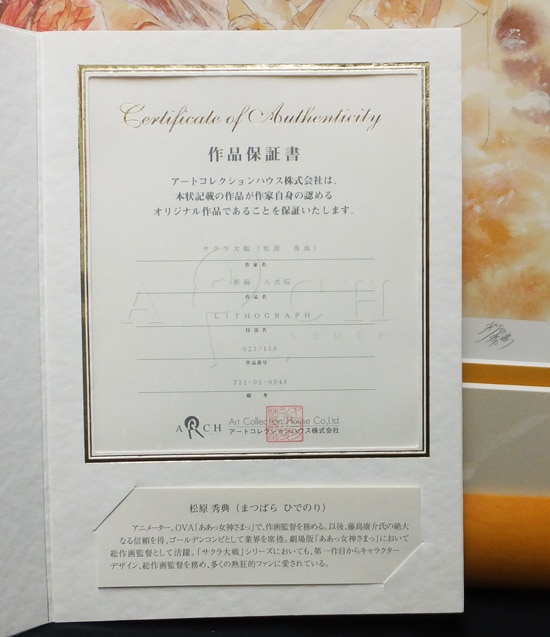 Certificate of Authenticity
作品保証書
アートコレクションハウス株式会社は、
本状記載の作品が作家自身の認める
オリジナル作品であることを保証いたします。
サクラ大戦(松原 秀典)
作家名
作品名
LITHOGRAPH
技法名
022/150
作品番号
721-05-0848
備考
ARCH
GROUP
ARCH
Art Collection House Co.,Ltd.
アートコレクションハウス株式会社
松原 秀典(まつばら ひでのり)
アニメーター。OVA「ああっ女神さまっ」で、作画監督を務める。以後、藤島康介氏の絶大
なる信頼を得、ゴールデンコンビとして業界を席捲。劇場版「ああっ女神さまっ」において
総作画監督として活躍。「サクラ大戦」シリーズにおいても、第一作目からキャラクター
デザイン、総作画監督を務め、多くの熱狂的ファンに愛されている。